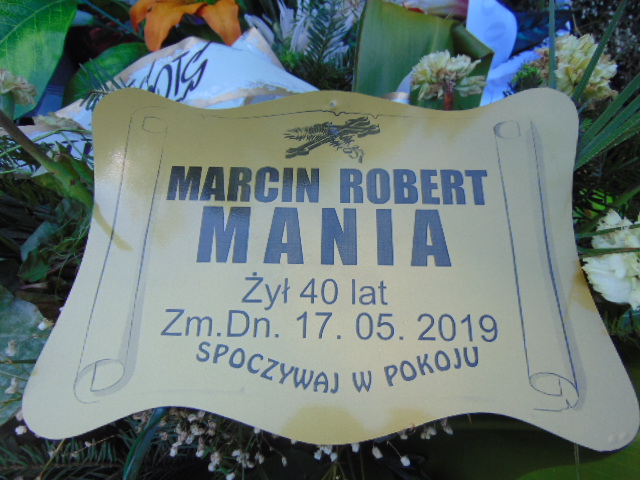 MARCIN ROBERT
MANIA
Żył 40 lat
Zm.Dn. 17. 05. 2019
SPOCZYWAJ W POKOJU